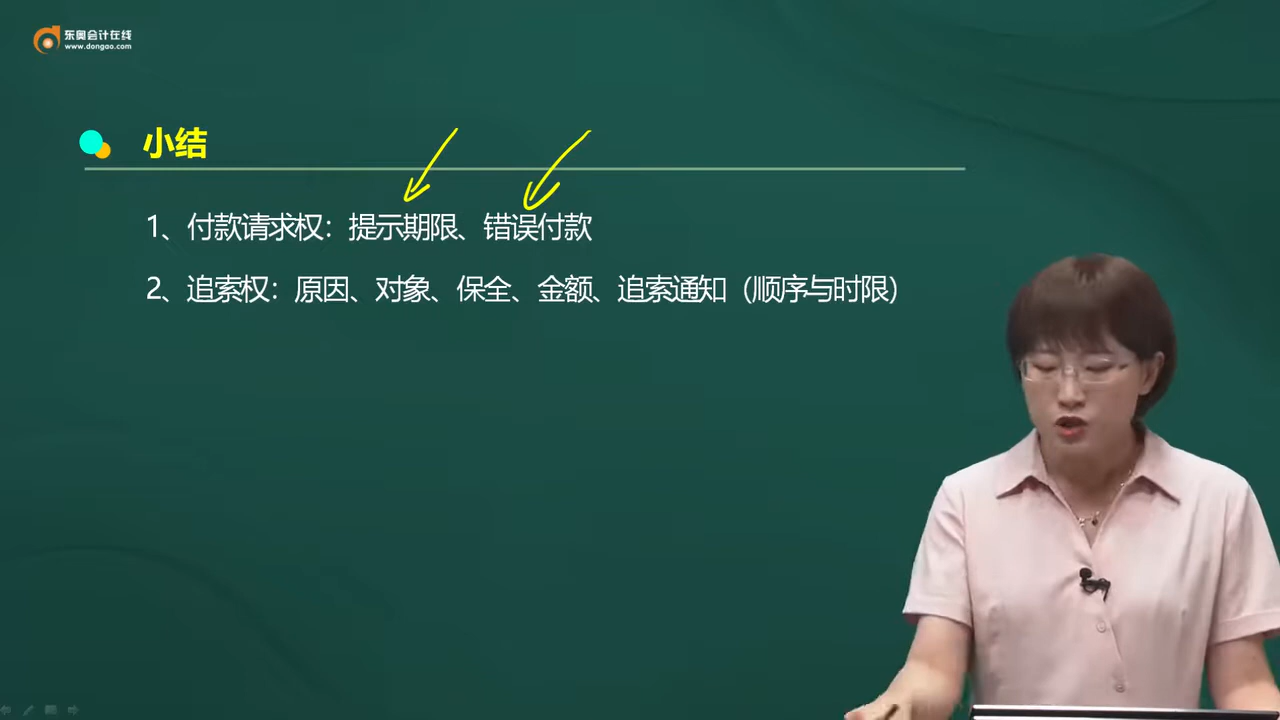 东奥会计在线
www.dongao.com
小结
1、付款请求权：提示期限、错误付款
2、追索权：原因、对象、保全、金额、追索通知（顺序与时限）